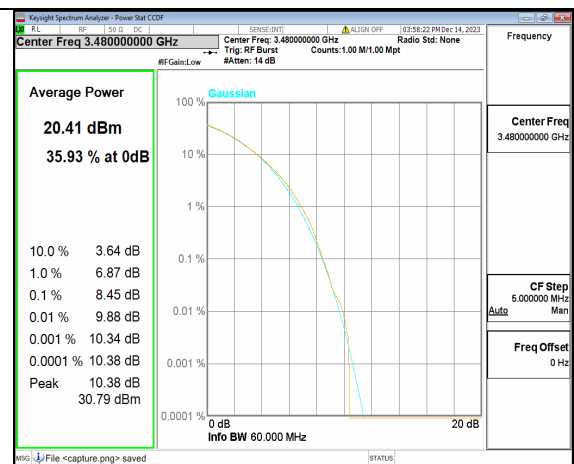 Keysight Spectrum Analyzer - Power Stat CCDF
LXI RL RF 50 Ω DC SENSE:INT ALIGN OFF 03:58:22 PM Dec 14, 2023
Center Freq 3.480000000 GHz
Center Freq: 3.480000000 GHz Radio Std: None
Trig: RF Burst Counts:1.00 M/1.00 Mpt
#IFGain:Low #Atten: 14 dB
Frequency
Average Power
20.41 dBm
35.93 % at 0dB
10.0 % 3.64 dB
1.0 % 6.87 dB
0.1 % 8.45 dB
0.01 % 9.88 dB
0.001 % 10.34 dB
0.0001 % 10.38 dB
Peak 10.38 dB
30.79 dBm
Gaussian
100 %
10 %
1 %
0.1 %
0.01 %
0.001 %
0.0001 %
0 dB 20 dB
Info BW 60.000 MHz
Center Freq
3.480000000 GHz
CF Step
5.000000 MHz
Auto Man
Freq Offset
0 Hz
MSG File <capture.png> saved STATUS